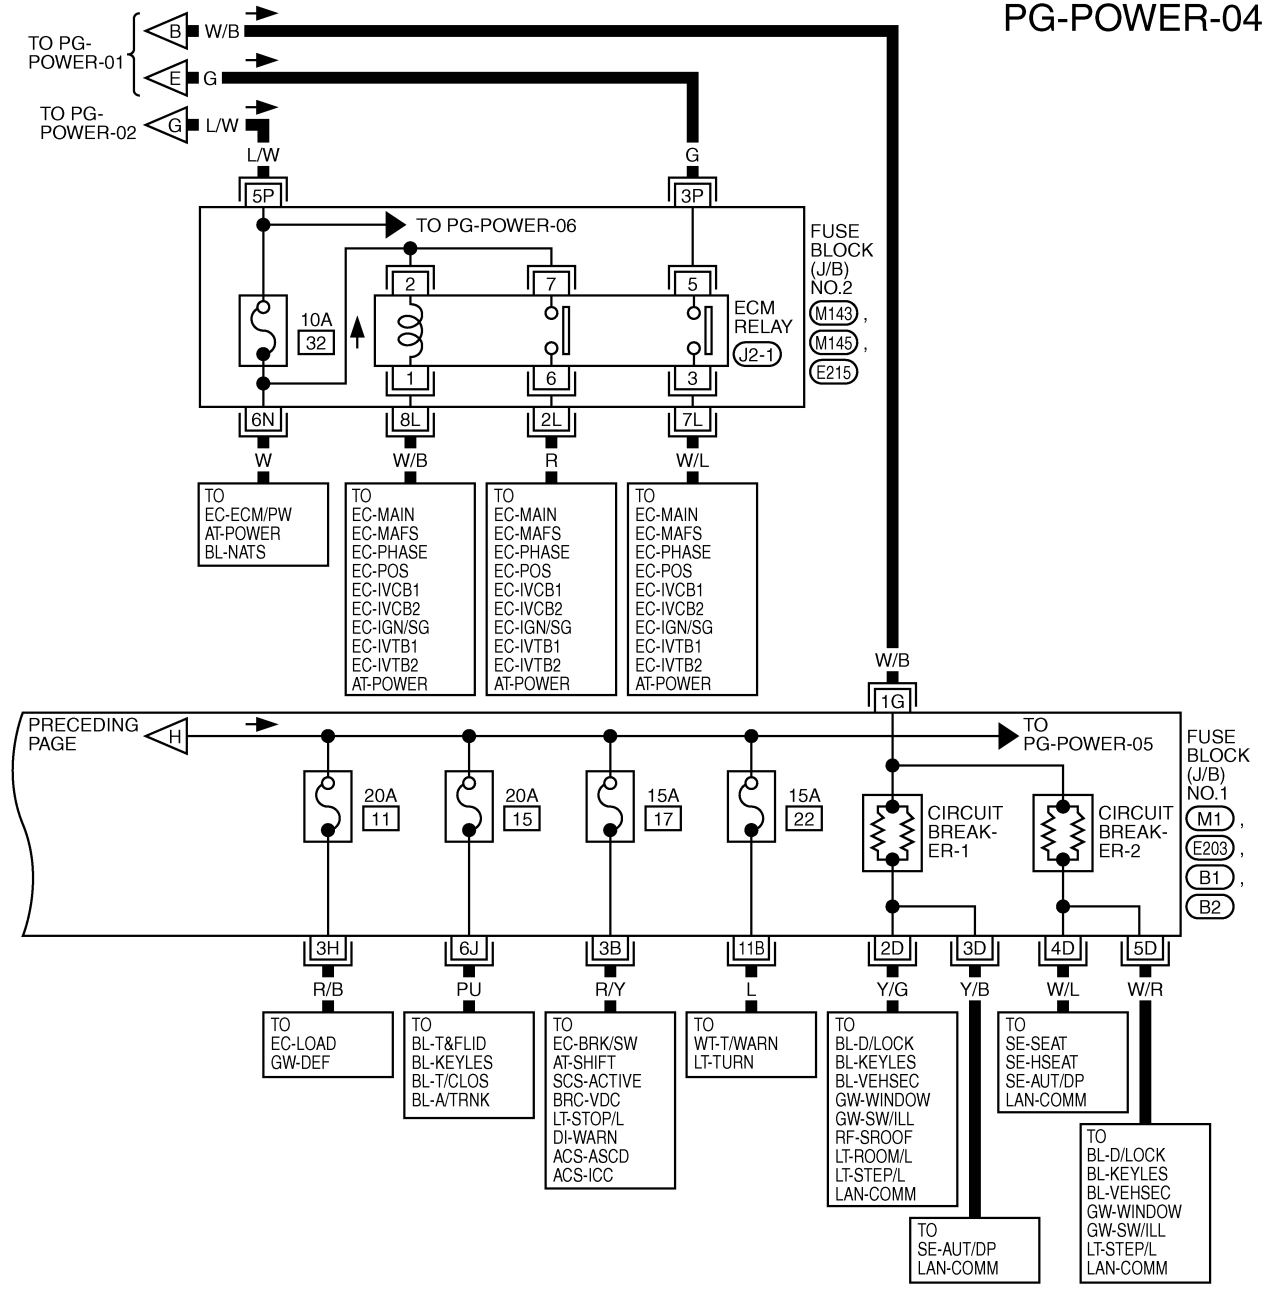 PG-POWER-04
TO PG-
POWER-01
B W/B
E G
TO PG-
POWER-02
G L/W
L/W
G
5P
3P
TO PG-POWER-06
FUSE
BLOCK
(J/B)
NO.2
M143 ,
M145 ,
E215
2
7
5
10A
32
ECM
RELAY
J2-1
1
6
3
6N
8L
2L
7L
W
W/B
R
W/L
TO
EC-ECM/PW
AT-POWER
BL-NATS
TO
EC-MAIN
EC-MAFS
EC-PHASE
EC-POS
EC-IVCB1
EC-IVCB2
EC-IGN/SG
EC-IVTB1
EC-IVTB2
AT-POWER
TO
EC-MAIN
EC-MAFS
EC-PHASE
EC-POS
EC-IVCB1
EC-IVCB2
EC-IGN/SG
EC-IVTB1
EC-IVTB2
AT-POWER
TO
EC-MAIN
EC-MAFS
EC-PHASE
EC-POS
EC-IVCB1
EC-IVCB2
EC-IGN/SG
EC-IVTB1
EC-IVTB2
AT-POWER
W/B
1G
PRECEDING
PAGE
H
TO
PG-POWER-05
FUSE
BLOCK
(J/B)
NO.1
M1 ,
E203 ,
B1 ,
B2
20A
11
20A
15
15A
17
15A
22
CIRCUIT
BREAK-
ER-1
CIRCUIT
BREAK-
ER-2
3H
6J
3B
11B
2D
3D
4D
5D
R/B
PU
R/Y
L
Y/G
Y/B
W/L
W/R
TO
EC-LOAD
GW-DEF
TO
BL-T&FLID
BL-KEYLES
BL-T/CLOS
BL-A/TRNK
TO
EC-BRK/SW
AT-SHIFT
SCS-ACTIVE
BRC-VDC
LT-STOP/L
DI-WARN
ACS-ASCD
ACS-ICC
TO
WT-T/WARN
LT-TURN
TO
BL-D/LOCK
BL-KEYLES
BL-VEHSEC
GW-WINDOW
GW-SW/ILL
RF-SROOF
LT-ROOM/L
LT-STEP/L
LAN-COMM
TO
SE-AUT/DP
LAN-COMM
TO
SE-SEAT
SE-HSEAT
SE-AUT/DP
LAN-COMM
TO
BL-D/LOCK
BL-KEYLES
BL-VEHSEC
GW-WINDOW
GW-SW/ILL
LT-STEP/L
LAN-COMM